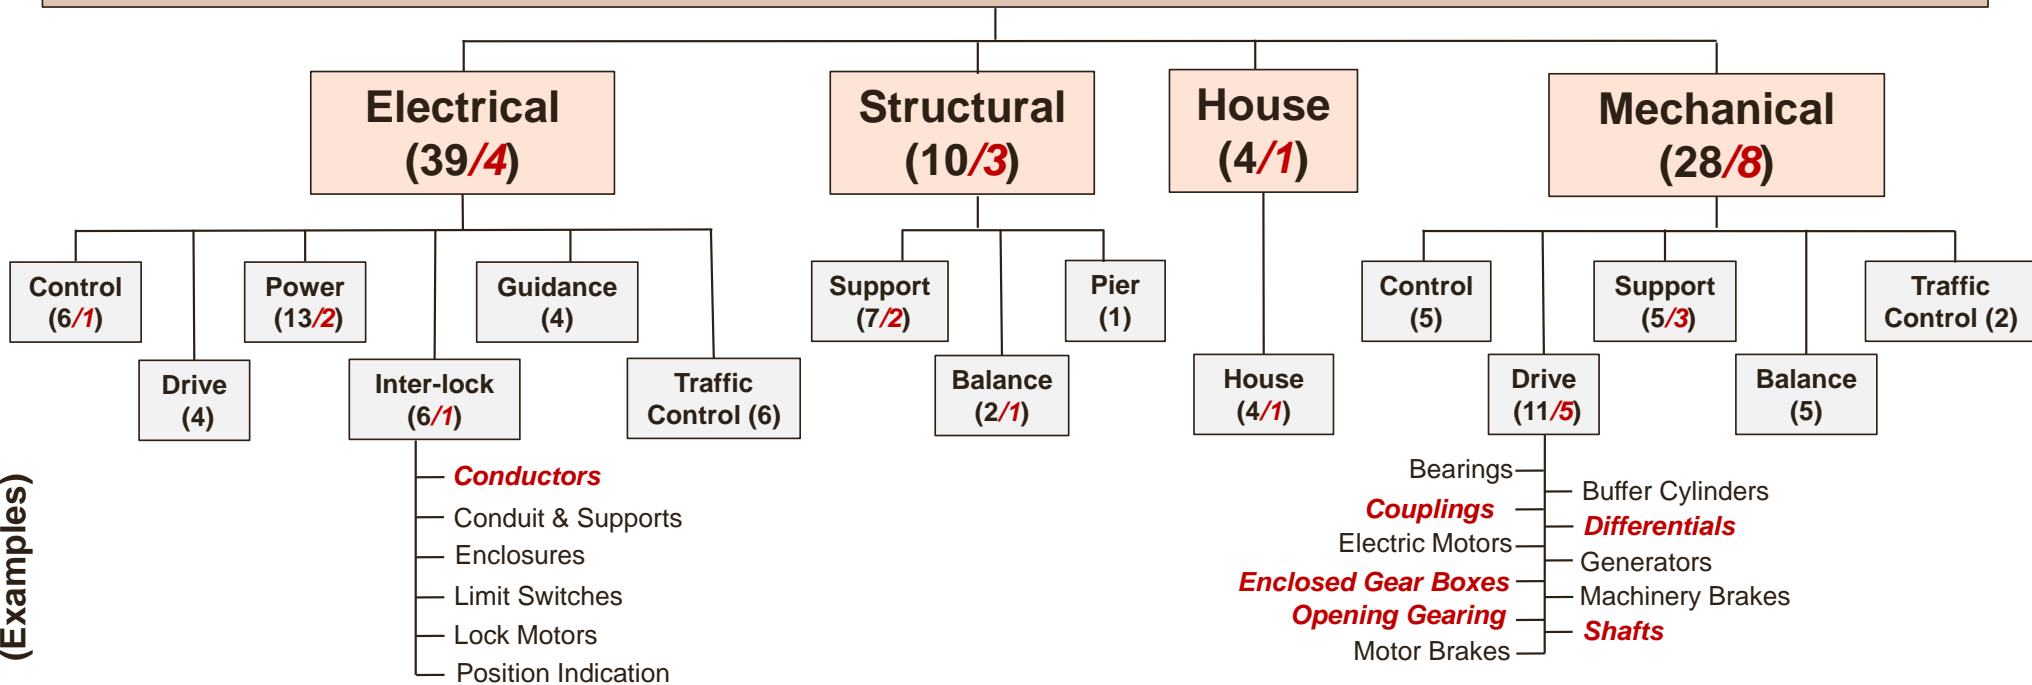 Electrical
(39/4)
Structural
(10/3)
House
(4/1)
Mechanical
(28/8)
Control
(6/1)
Power
(13/2)
Guidance
(4)
Support
(7/2)
Pier
(1)
Control
(5)
Support
(5/3)
Traffic
Control (2)
Drive
(4)
Inter-lock
(6/1)
Traffic
Control (6)
Balance
(2/1)
House
(4/1)
Drive
(11/5)
Balance
(5)
(Examples)
Conductors
Conduit & Supports
Enclosures
Limit Switches
Lock Motors
Position Indication
Bearings
Buffer Cylinders
Couplings
Differentials
Electric Motors
Generators
Enclosed Gear Boxes
Machinery Brakes
Opening Gearing
Shafts
Motor Brakes